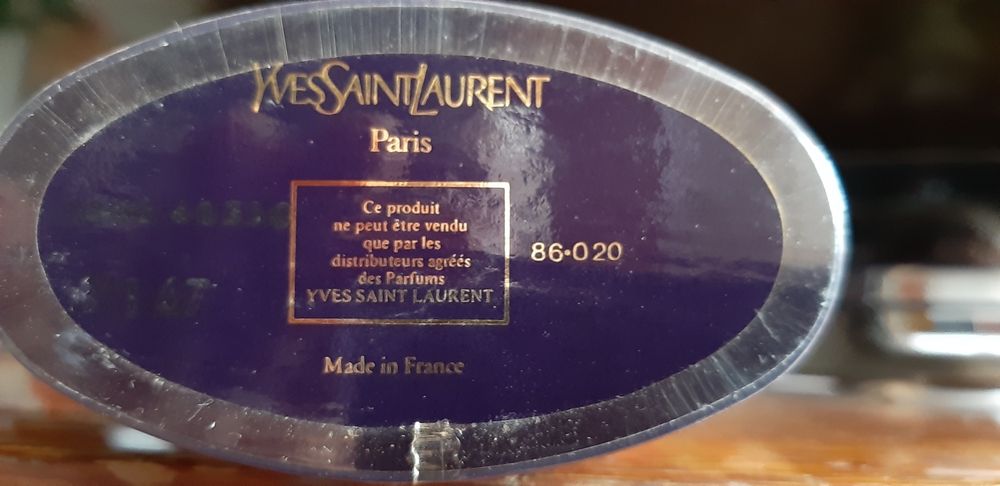 YVESSAINTLAURENT
Paris
Ce produit
ne peut être vendu
que par les
distributeurs agréés
des Parfums
YVES SAINT LAURENT
86•020
Made in France